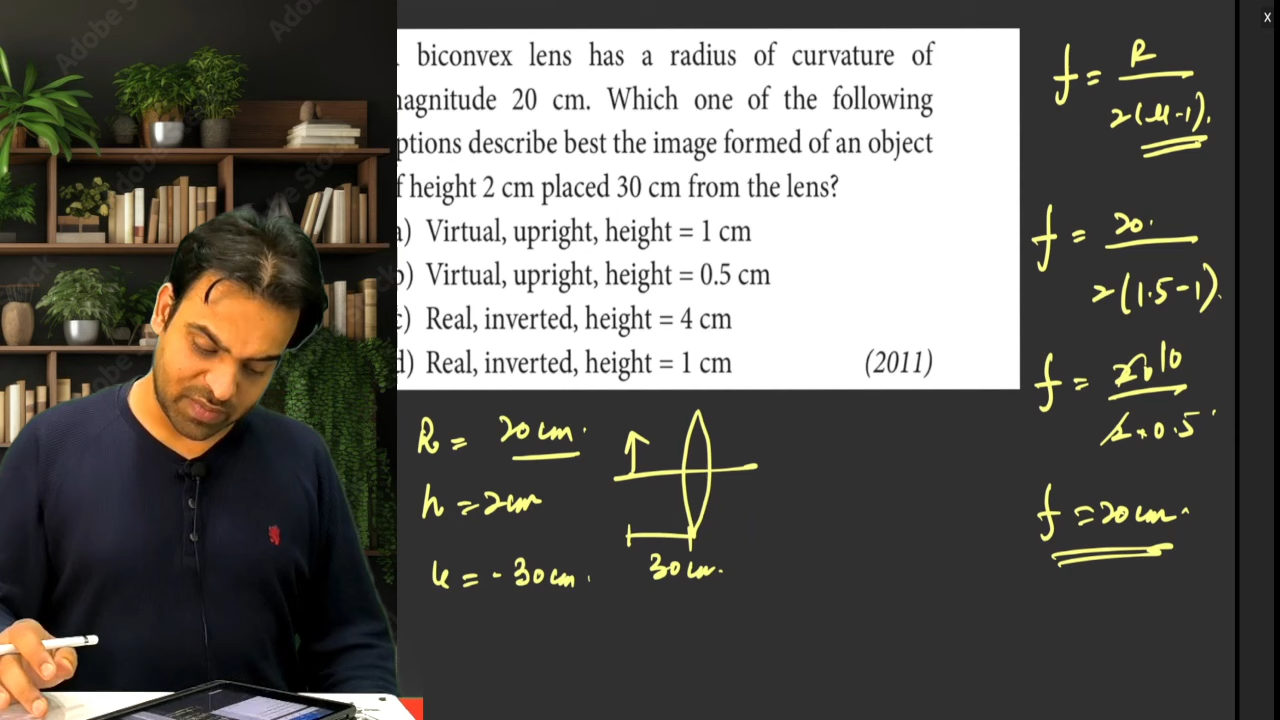 biconvex lens has a radius of curvature of
agnitude 20 cm. Which one of the following
ptions describe best the image formed of an object
f height 2 cm placed 30 cm from the lens?
) Virtual, upright, height = 1 cm
) Virtual, upright, height = 0.5 cm
) Real, inverted, height = 4 cm
d) Real, inverted, height = 1 cm (2011)
R = 20 cm.
h = 2 cm
u = - 30 cm.
30 cm.
f = R / 2(μ-1).
f = 20. / 2(1.5-1).
f = 20 10 / 2×0.5
f = 20 cm.
Adobe Stock
X